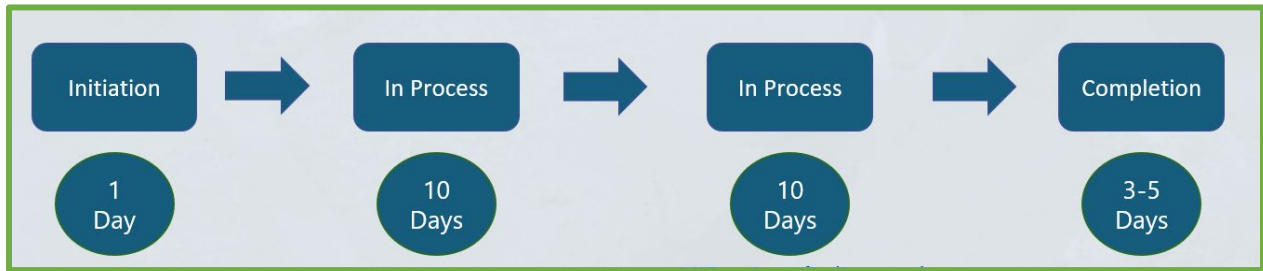 Initiation
In Process
In Process
Completion
1
Day
10
Days
10
Days
3-5
Days